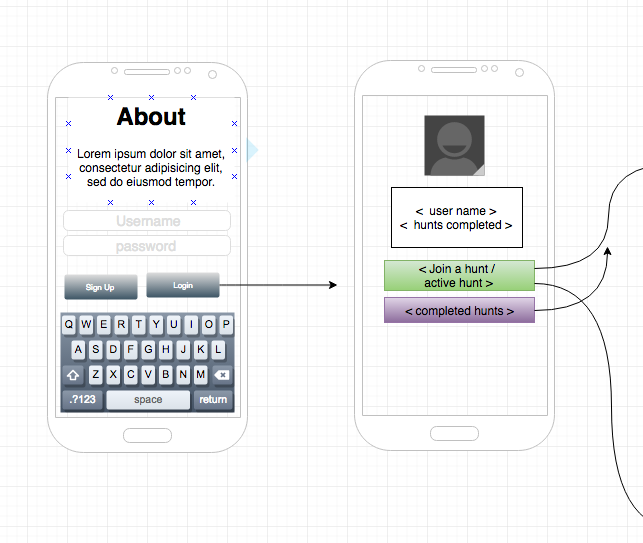 About
Lorem ipsum dolor sit amet,
consectetur adipisicing elit,
sed do eiusmod tempor.
Username
password
Sign Up
Login
Q W E R T Y U I O P
A S D F G H J K L
Z X C V B N M
.?123 space return
< user name >
< hunts completed >
< Join a hunt /
active hunt >
< completed hunts >